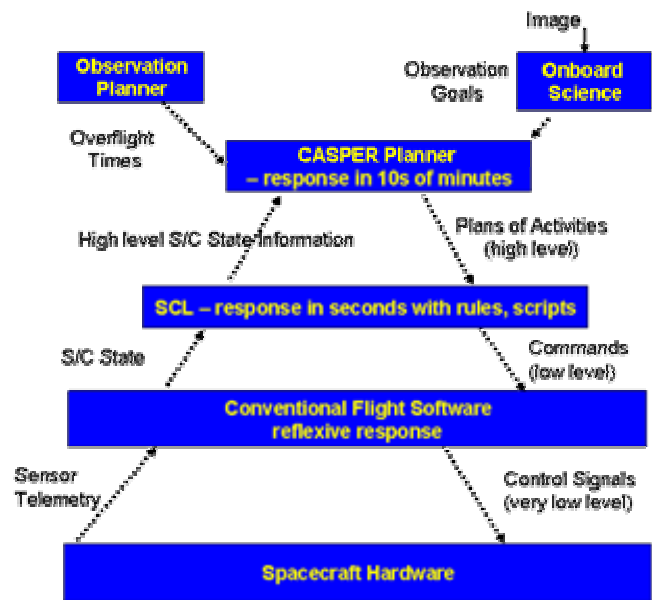 Image
Observation
Planner
Observation
Goals
Onboard
Science
Overflight
Times
CASPER Planner
– response in 10s of minutes
High level S/C State Information
Plans of Activities
(high level)
SCL – response in seconds with rules, scripts
S/C State
Commands
(low level)
Conventional Flight Software
reflexive response
Sensor
Telemetry
Control Signals
(very low level)
Spacecraft Hardware